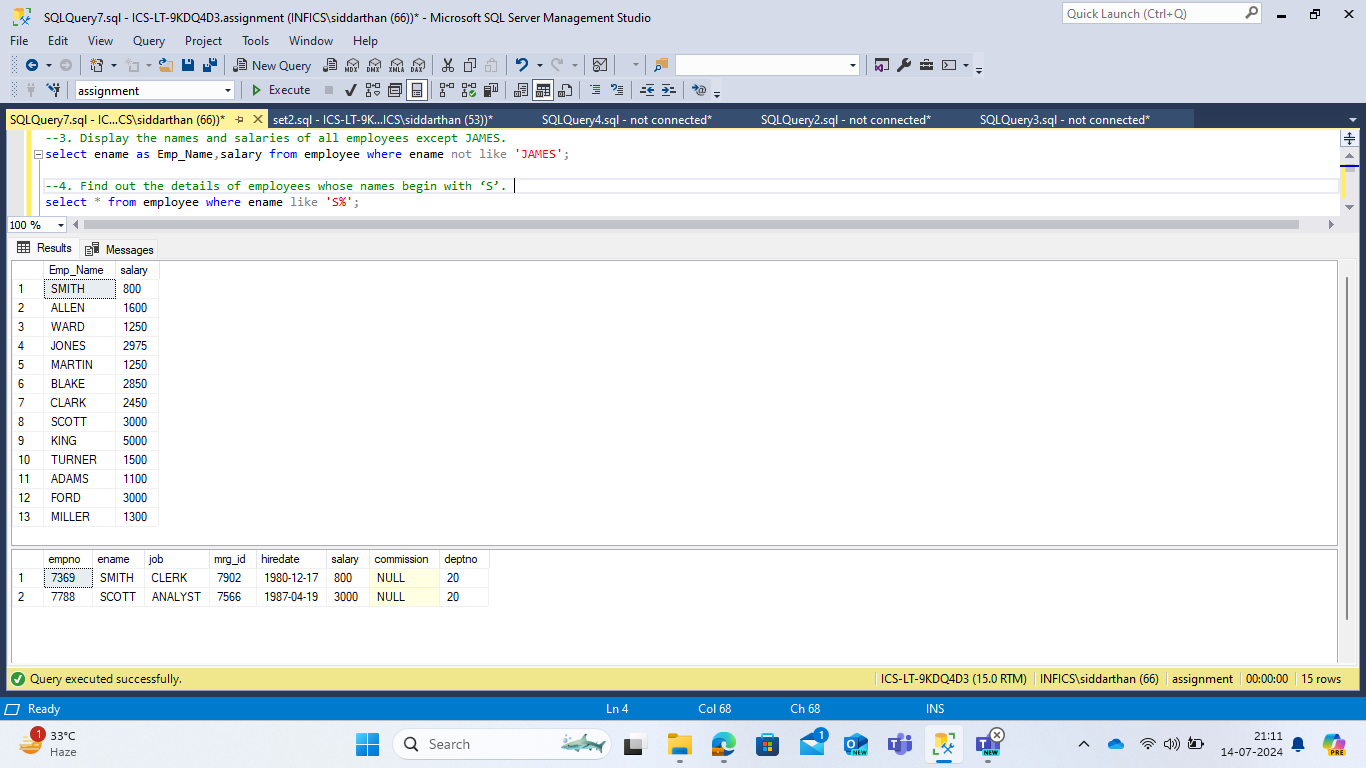 SQLQuery7.sql - ICS-LT-9KDQ4D3.assignment (INFICS\siddarthan (66))* - Microsoft SQL Server Management Studio
Quick Launch (Ctrl+Q)
File Edit View Query Project Tools Window Help
New Query MDX DMX XMLA DAX
assignment Execute
SQLQuery7.sql - IC...CS\siddarthan (66))* set2.sql - ICS-LT-9K...ICS\siddarthan (53))* SQLQuery4.sql - not connected* SQLQuery2.sql - not connected* SQLQuery3.sql - not connected*
--3. Display the names and salaries of all employees except JAMES.
select ename as Emp_Name,salary from employee where ename not like 'JAMES';
--4. Find out the details of employees whose names begin with ‘S’.
select * from employee where ename like 'S%';
100 %
Results Messages
Emp_Name salary
1 SMITH 800
2 ALLEN 1600
3 WARD 1250
4 JONES 2975
5 MARTIN 1250
6 BLAKE 2850
7 CLARK 2450
8 SCOTT 3000
9 KING 5000
10 TURNER 1500
11 ADAMS 1100
12 FORD 3000
13 MILLER 1300
empno ename job mrg_id hiredate salary commission deptno
1 7369 SMITH CLERK 7902 1980-12-17 800 NULL 20
2 7788 SCOTT ANALYST 7566 1987-04-19 3000 NULL 20
Query executed successfully. ICS-LT-9KDQ4D3 (15.0 RTM) INFICS\siddarthan (66) assignment 00:00:00 15 rows
Ready Ln 4 Col 68 Ch 68 INS
1 33°C
Haze
Search
1
NEW
NEW
21:11
14-07-2024
PRE